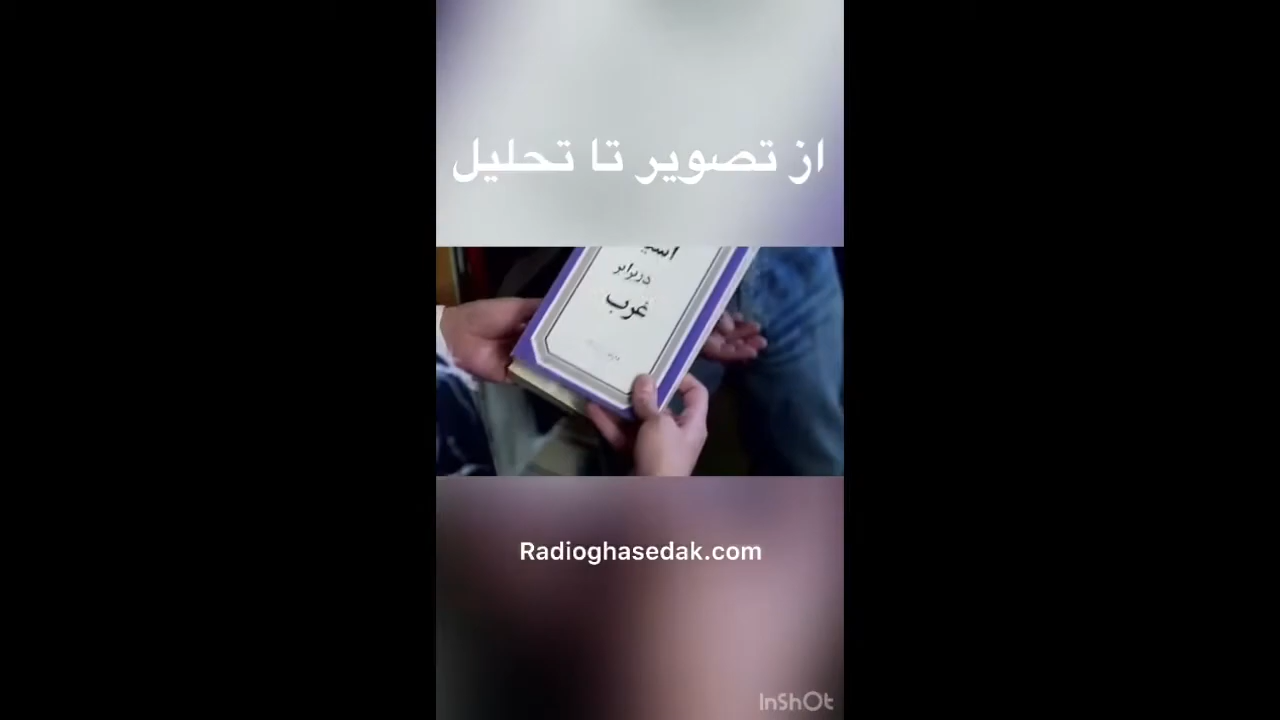 از تصویر تا تحلیل
دربرابر
غرب
Radioghasedak.com
InShOt